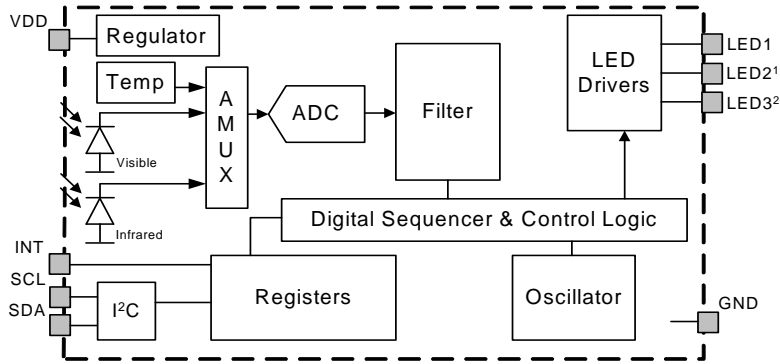 VDD
Regulator
Temp
Visible
Infrared
A
M
U
X
ADC
Filter
LED
Drivers
LED1
LED2¹
LED3²
Digital Sequencer & Control Logic
INT
SCL
SDA
I²C
Registers
Oscillator
GND